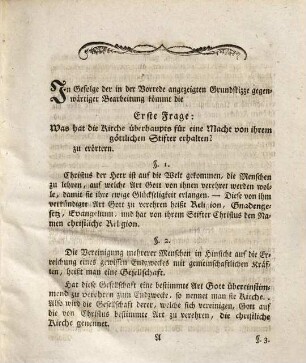 In Gefolge der in der Vorrede angezeigten Grundskizze gegen-
wärtiger Bearbeitung kömmt die
Erste Frage:
Was hat die Kirche überhaupts für eine Macht von ihrem
göttlichen Stifter erhalten?
zu erörtern.
§. 1.
Christus der Herr ist auf die Welt gekommen, die Menschen
zu lehren, auf welche Art Gott von ihnen verehret werden wol-
le, damit sie ihre ewige Glückseligkeit erlangen. — Diese von ihm
verkündigte Art Gott zu verehren heist Religion, Gnadenge-
setz, Evangelium, und hat von ihrem Stifter Christus den Na-
men christliche Religion.
§. 2.
Die Vereinigung mehrerer Menschen in Hinsicht auf die Er-
reichung eines gewissen Endzweckes mit gemeinschaftlichen Kräf-
ten, heist man eine Gesellschaft.
Hat diese Gesellschaft eine bestimmte Art Gott übereinstim-
mend zu verehren zum Endzwecke, so nennet man sie Kirche.
Also wird die Gesellschaft derer, welche sich vereinigen, Gott auf
die von Christus bestimmte Art zu verehren, die christliche
Kirche genennet.
A §. 3.